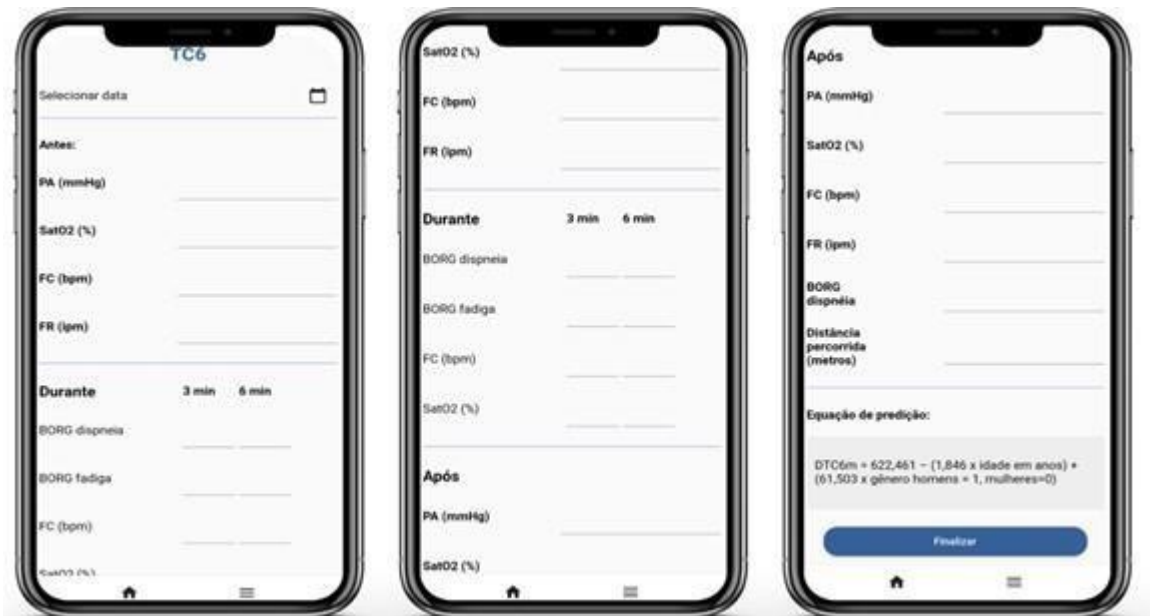 TC6
Selecionar data
Antes:
PA (mmHg)
SatO2 (%)
FC (bpm)
FR (ipm)
Durante 3 min 6 min
BORG dispneia
BORG fadiga
FC (bpm)
SatO2 (%)
SatO2 (%)
FC (bpm)
FR (ipm)
Durante 3 min 6 min
BORG dispneia
BORG fadiga
FC (bpm)
SatO2 (%)
Após
PA (mmHg)
SatO2 (%)
Após
PA (mmHg)
SatO2 (%)
FC (bpm)
FR (ipm)
BORG
dispnéia
Distância
percorrida
(metros)
Equação de predição:
DTC6m = 622,461 – (1,846 x idade em anos) +
(61,503 x gênero homens = 1, mulheres=0)
Finalizar